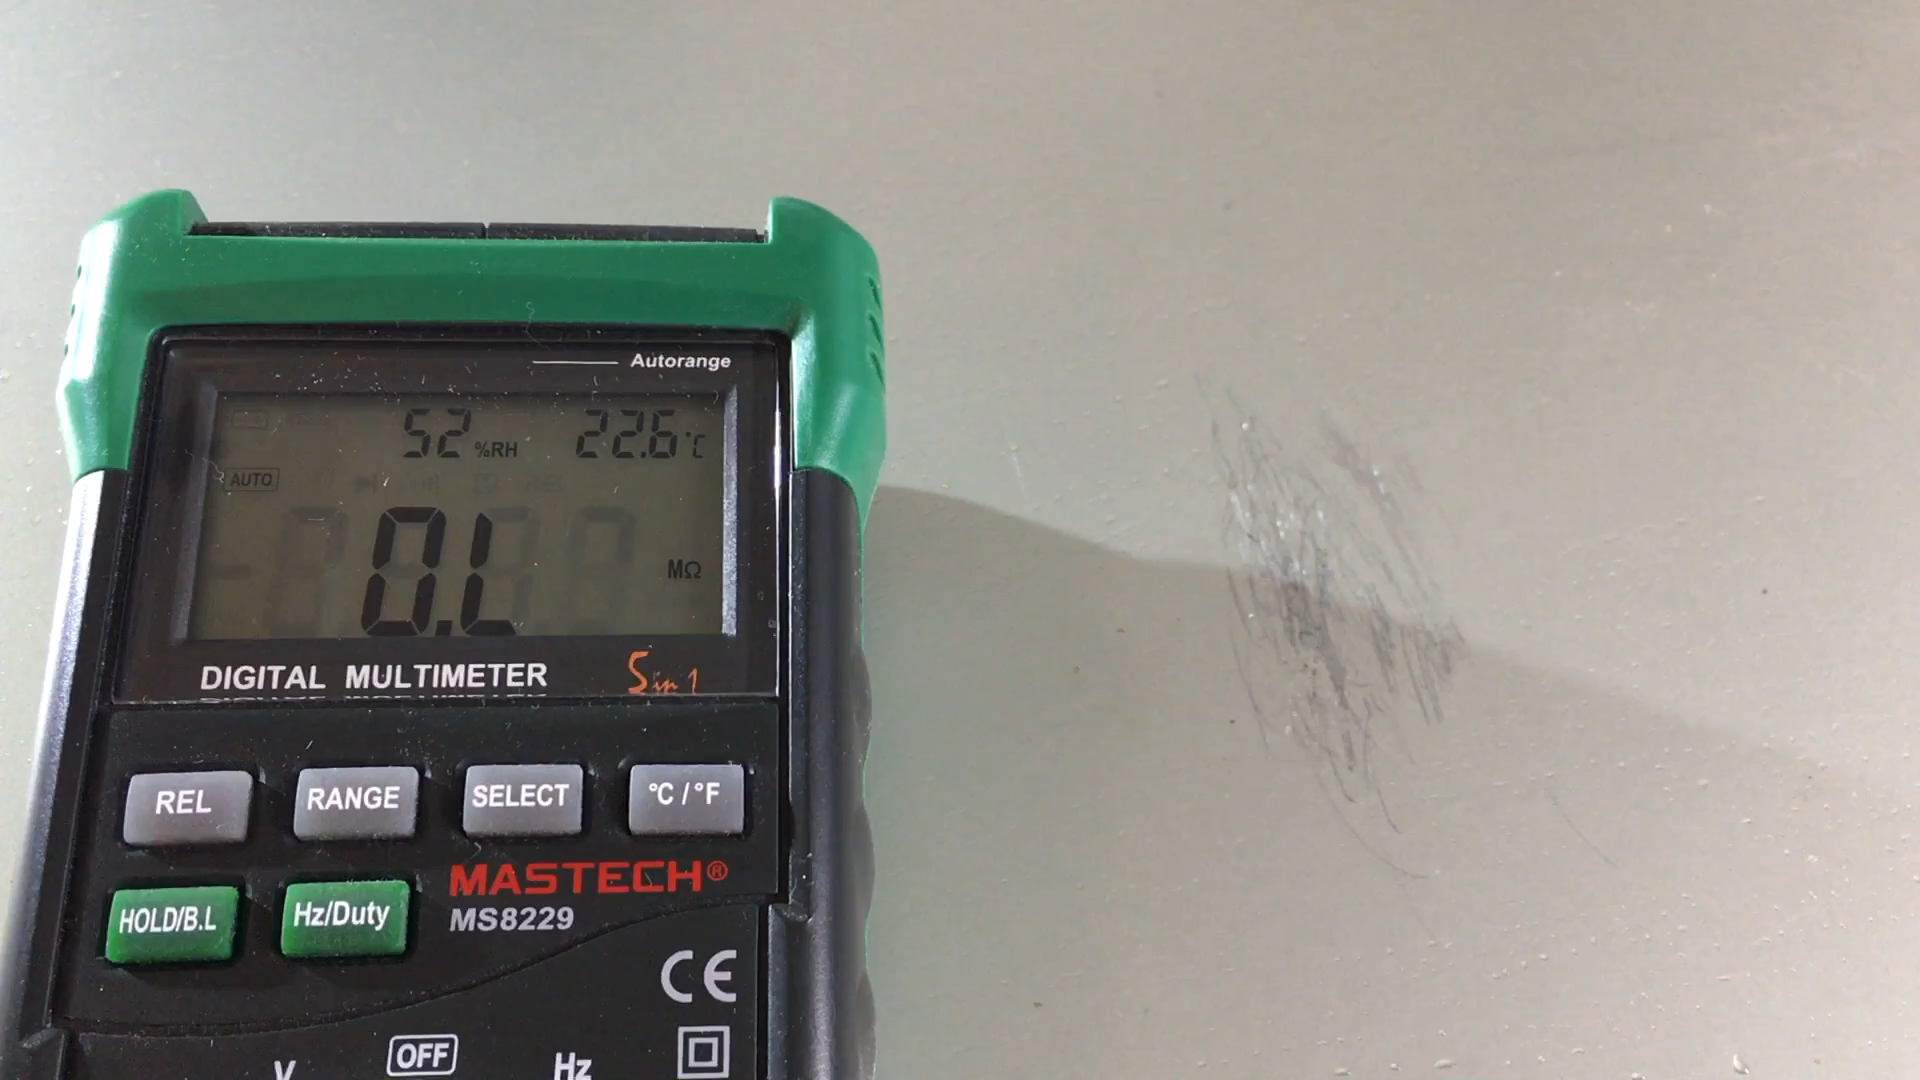 Autorange
52 %RH 22.6 °C
AUTO
0.L MΩ
DIGITAL MULTIMETER 5 in 1
REL RANGE SELECT °C / °F
MASTECH®
HOLD/B.L Hz/Duty
MS8229
CE
V OFF Hz